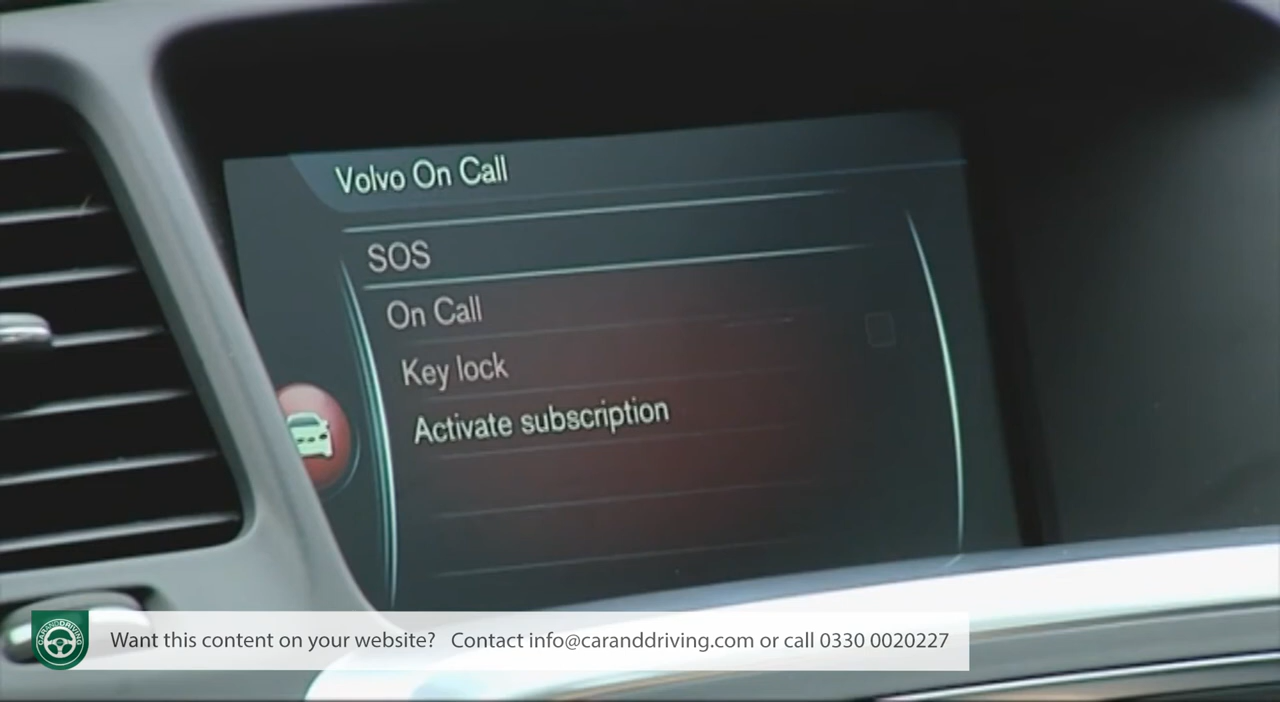 Volvo On Call
SOS
On Call
Key lock
Activate subscription
CARANDDRIVING
Want this content on your website? Contact info@caranddriving.com or call 0330 0020227